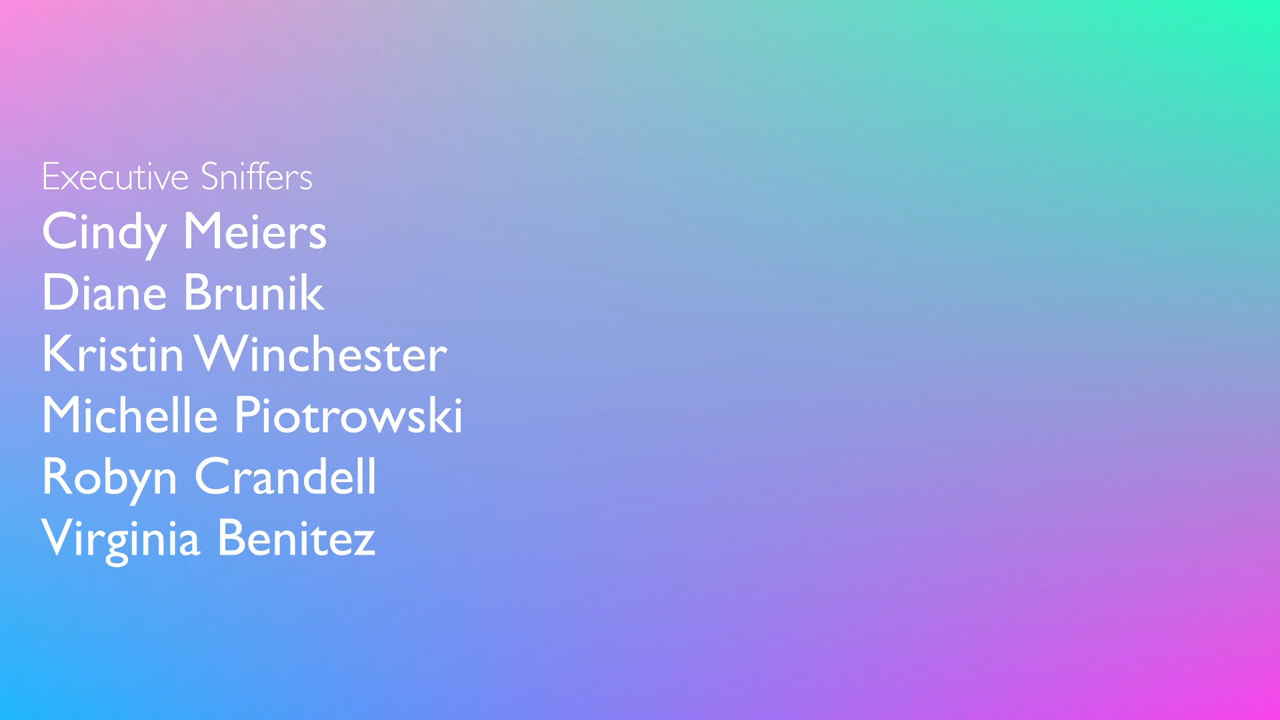 Executive Sniffers
Cindy Meiers
Diane Brunik
Kristin Winchester
Michelle Piotrowski
Robyn Crandell
Virginia Benitez